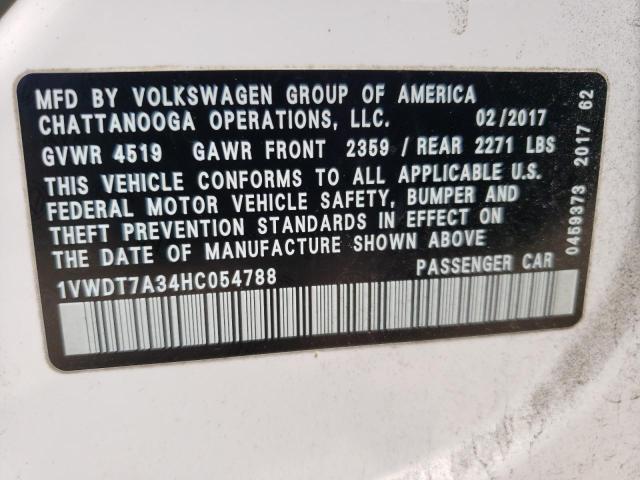 MFD BY VOLKSWAGEN GROUP OF AMERICA
CHATTANOOGA OPERATIONS, LLC. 02/2017
GVWR 4519 GAWR FRONT 2359/REAR 2271 LBS
THIS VEHICLE CONFORMS TO ALL APPLICABLE U.S.
FEDERAL MOTOR VEHICLE SAFETY, BUMPER AND
THEFT PREVENTION STANDARDS IN EFFECT ON
THE DATE OF MANUFACTURE SHOWN ABOVE
1VWDT7A34HC054788 PASSENGER CAR
0459373 2017 62